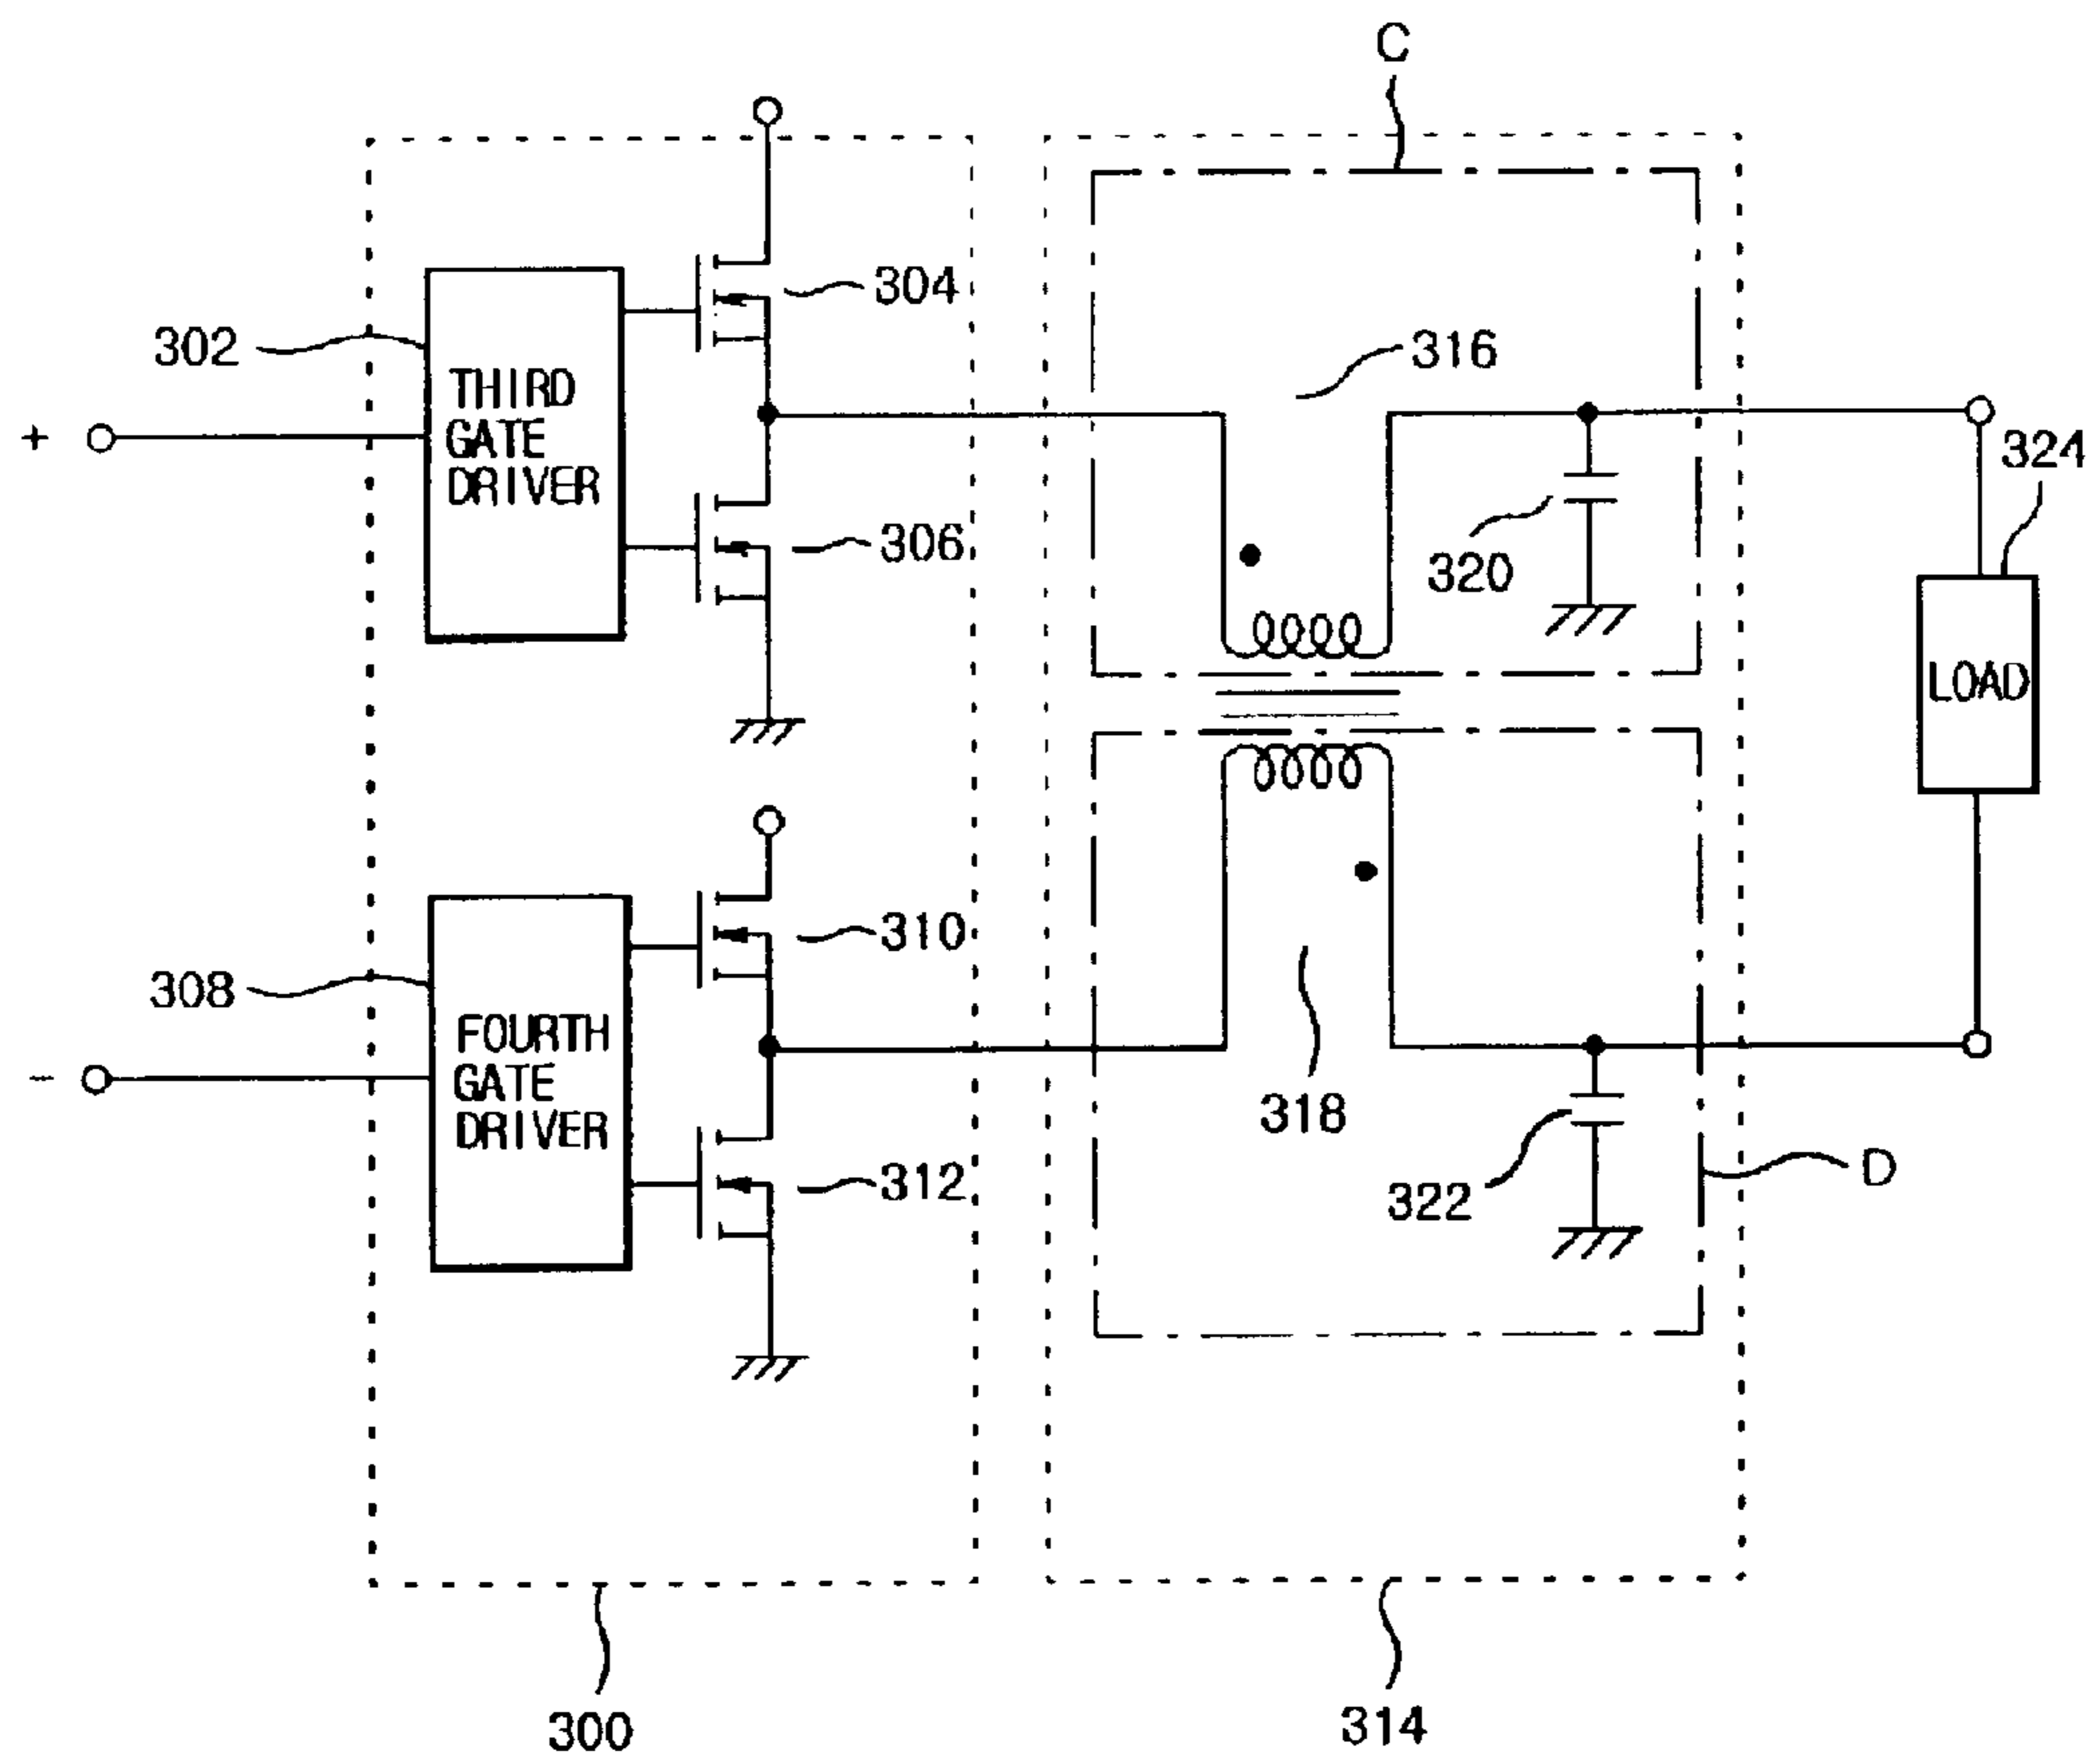 C
304
302
316
THIRD
GATE
DRIVER
+
324
306
320
LOAD
310
308
FOURTH
GATE
DRIVER
-
318
312
322
D
300
314